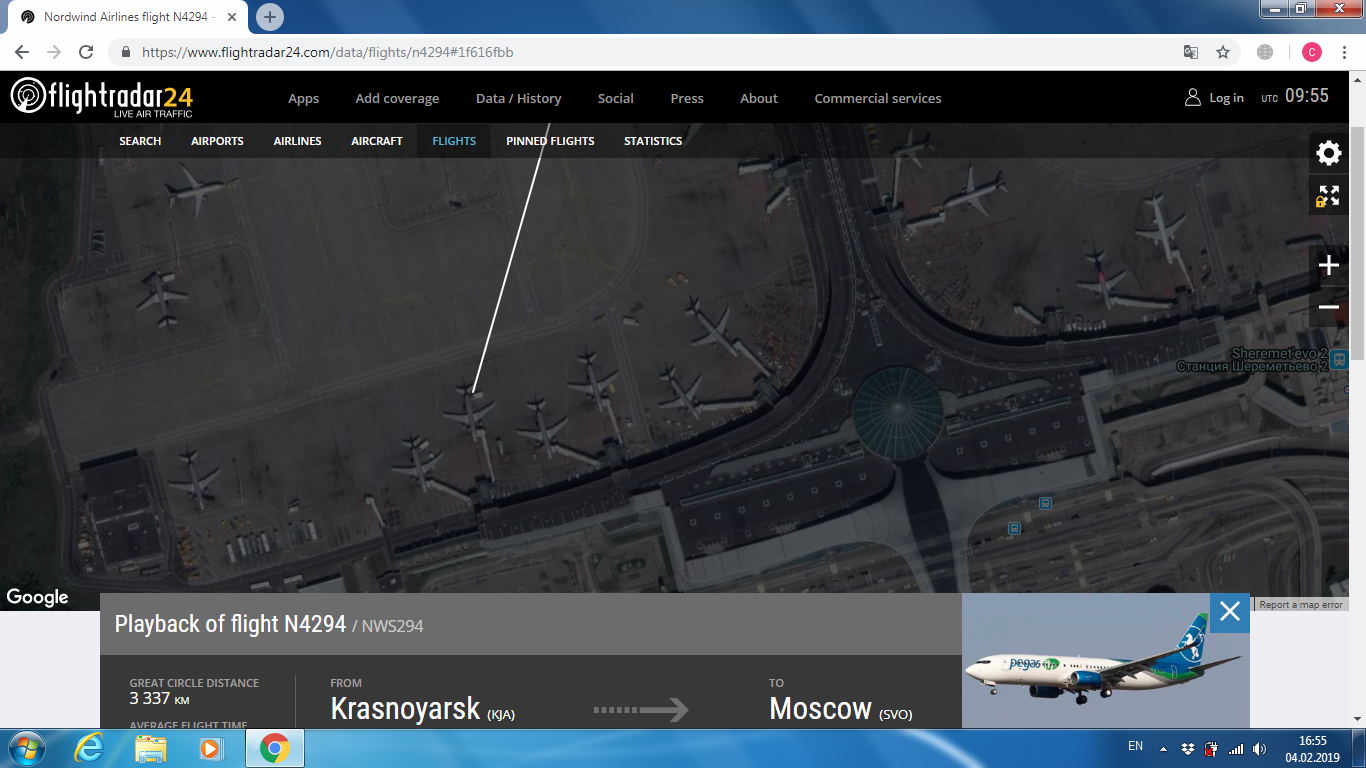 Nordwind Airlines flight N4294 -
https://www.flightradar24.com/data/flights/n4294#1f616fbb
C
flightradar24
LIVE AIR TRAFFIC
Apps Add coverage Data / History Social Press About Commercial services
Log in UTC 09:55
SEARCH AIRPORTS AIRLINES AIRCRAFT FLIGHTS PINNED FLIGHTS STATISTICS
Sheremet'evo 2
Станция Шереметьево 2
Google
Report a map error
Playback of flight N4294 / NWS294
pegas
GREAT CIRCLE DISTANCE
3 337 KM
AVERAGE FLIGHT TIME
FROM
Krasnoyarsk (KJA)
TO
Moscow (SVO)
EN
16:55
04.02.2019